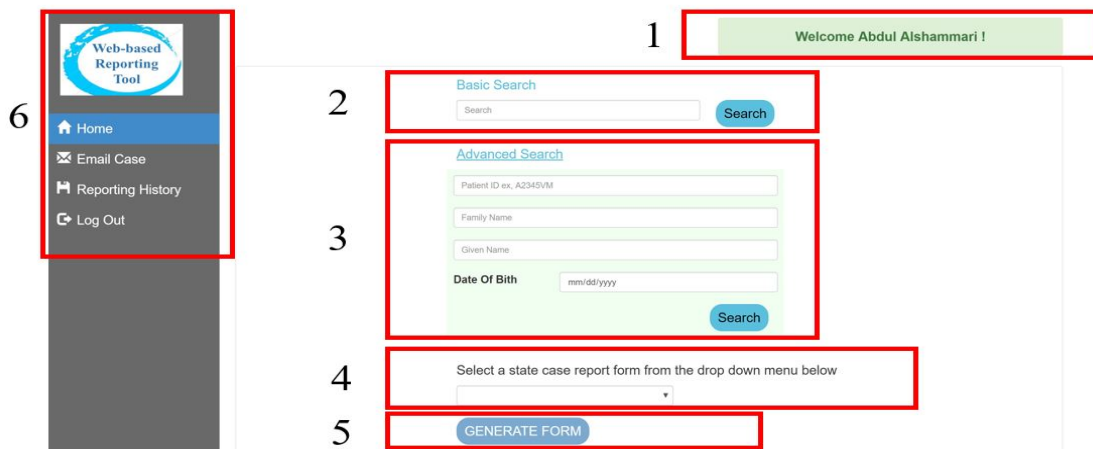 1
Welcome Abdul Alshammari !
6
Web-based
Reporting
Tool
Home
Email Case
Reporting History
Log Out
2
Basic Search
Search
Search
3
Advanced Search
Patient ID ex, A2345VM
Family Name
Given Name
Date Of Bith
mm/dd/yyyy
Search
4
Select a state case report form from the drop down menu below
5
GENERATE FORM